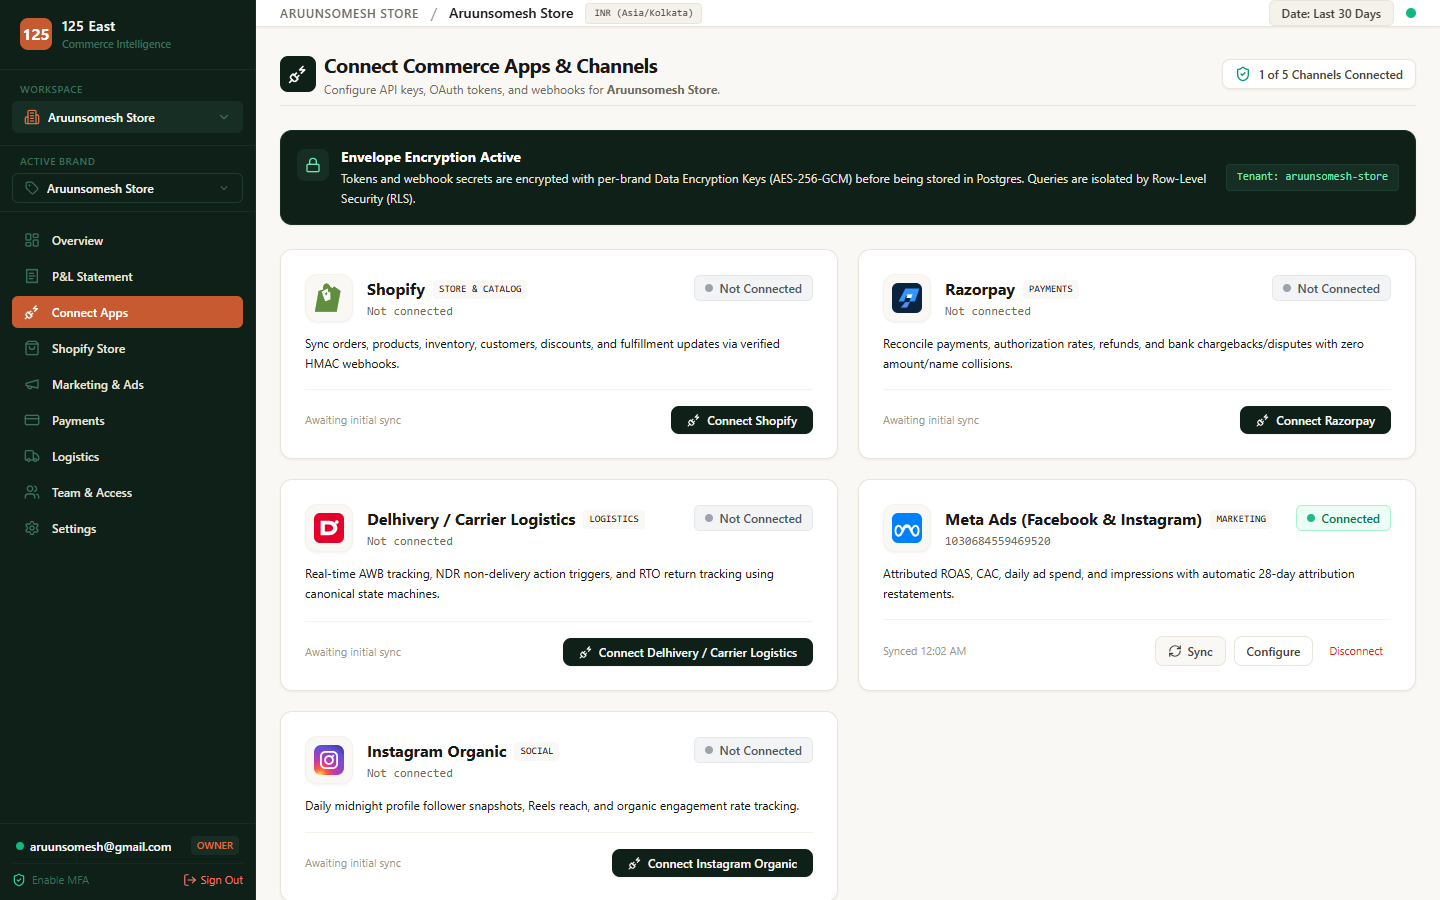 125
125 East
Commerce Intelligence
WORKSPACE
Aruunsomesh Store
ACTIVE BRAND
Aruunsomesh Store
Overview
P&L Statement
Connect Apps
Shopify Store
Marketing & Ads
Payments
Logistics
Team & Access
Settings
aruunsomesh@gmail.com
OWNER
Enable MFA
Sign Out
ARUUNSOMESH STORE / Aruunsomesh Store INR (Asia/Kolkata)
Date: Last 30 Days
Connect Commerce Apps & Channels
Configure API keys, OAuth tokens, and webhooks for Aruunsomesh Store.
1 of 5 Channels Connected
Envelope Encryption Active
Tokens and webhook secrets are encrypted with per-brand Data Encryption Keys (AES-256-GCM) before being stored in Postgres. Queries are isolated by Row-Level
Security (RLS).
Tenant: aruunsomesh-store
Shopify STORE & CATALOG
Not connected
Not Connected
Sync orders, products, inventory, customers, discounts, and fulfillment updates via verified
HMAC webhooks.
Awaiting initial sync
Connect Shopify
Razorpay PAYMENTS
Not connected
Not Connected
Reconcile payments, authorization rates, refunds, and bank chargebacks/disputes with zero
amount/name collisions.
Awaiting initial sync
Connect Razorpay
Delhivery / Carrier Logistics LOGISTICS
Not connected
Not Connected
Real-time AWB tracking, NDR non-delivery action triggers, and RTO return tracking using
canonical state machines.
Awaiting initial sync
Connect Delhivery / Carrier Logistics
Meta Ads (Facebook & Instagram) MARKETING
1030684559469520
Connected
Attributed ROAS, CAC, daily ad spend, and impressions with automatic 28-day attribution
restatements.
Synced 12:02 AM
Sync
Configure
Disconnect
Instagram Organic SOCIAL
Not connected
Not Connected
Daily midnight profile follower snapshots, Reels reach, and organic engagement rate tracking.
Awaiting initial sync
Connect Instagram Organic